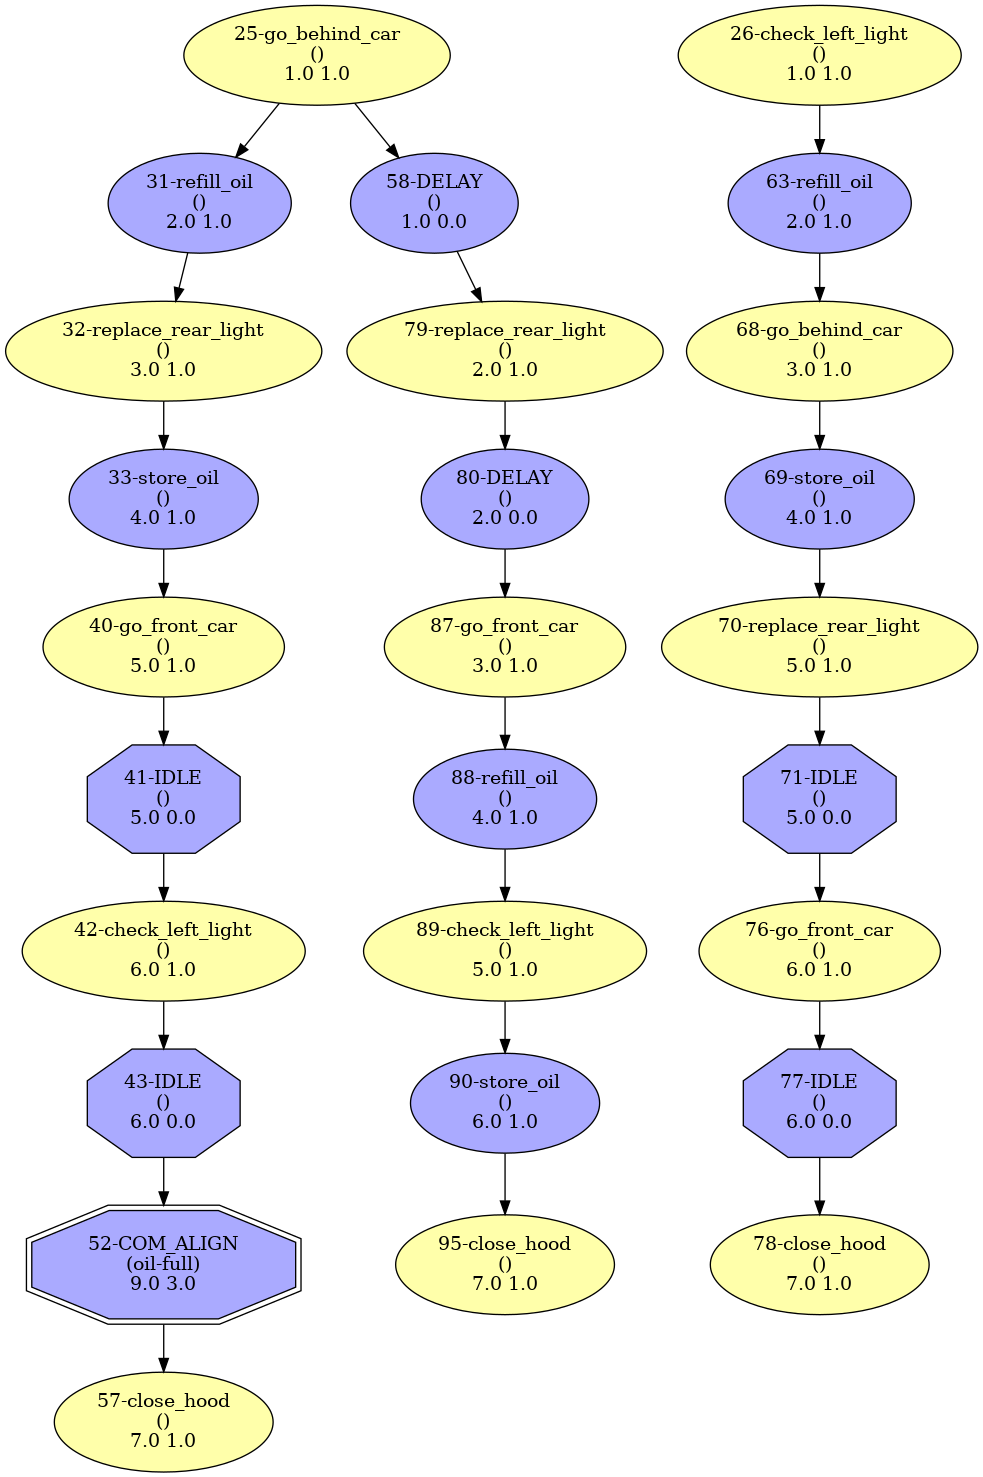 25-go_behind_car
()
1.0 1.0
26-check_left_light
()
1.0 1.0
31-refill_oil
()
2.0 1.0
58-DELAY
()
1.0 0.0
63-refill_oil
()
2.0 1.0
32-replace_rear_light
()
3.0 1.0
79-replace_rear_light
()
2.0 1.0
68-go_behind_car
()
3.0 1.0
33-store_oil
()
4.0 1.0
80-DELAY
()
2.0 0.0
69-store_oil
()
4.0 1.0
40-go_front_car
()
5.0 1.0
87-go_front_car
()
3.0 1.0
70-replace_rear_light
()
5.0 1.0
41-IDLE
()
5.0 0.0
88-refill_oil
()
4.0 1.0
71-IDLE
()
5.0 0.0
42-check_left_light
()
6.0 1.0
89-check_left_light
()
5.0 1.0
76-go_front_car
()
6.0 1.0
43-IDLE
()
6.0 0.0
90-store_oil
()
6.0 1.0
77-IDLE
()
6.0 0.0
52-COM_ALIGN
(oil-full)
9.0 3.0
95-close_hood
()
7.0 1.0
78-close_hood
()
7.0 1.0
57-close_hood
()
7.0 1.0